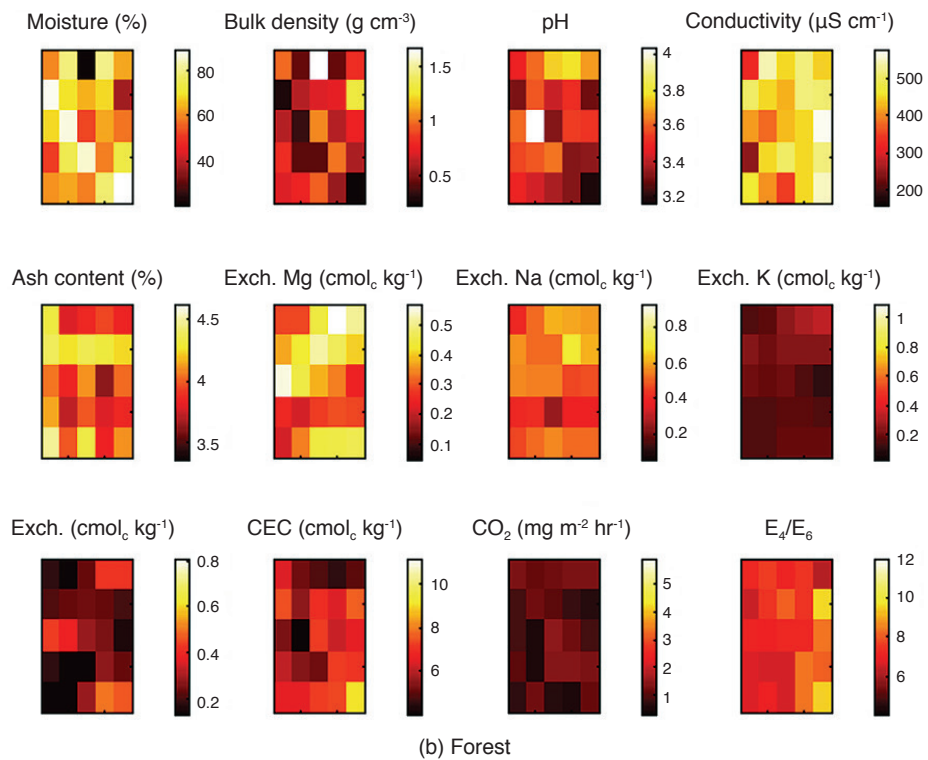 Moisture (%) Bulk density (g cm⁻³) pH Conductivity (µS cm⁻¹)
80 60 40
1.5 1 0.5
4 3.8 3.6 3.4 3.2
500 400 300 200
Ash content (%) Exch. Mg (cmol꜀ kg⁻¹) Exch. Na (cmol꜀ kg⁻¹) Exch. K (cmol꜀ kg⁻¹)
4.5 4 3.5
0.5 0.4 0.3 0.2 0.1
0.8 0.6 0.4 0.2
1 0.8 0.6 0.4 0.2
Exch. (cmol꜀ kg⁻¹) CEC (cmol꜀ kg⁻¹) CO₂ (mg m⁻² hr⁻¹) E₄/E₆
0.8 0.6 0.4 0.2
10 8 6
5 4 3 2 1
12 10 8 6
(b) Forest